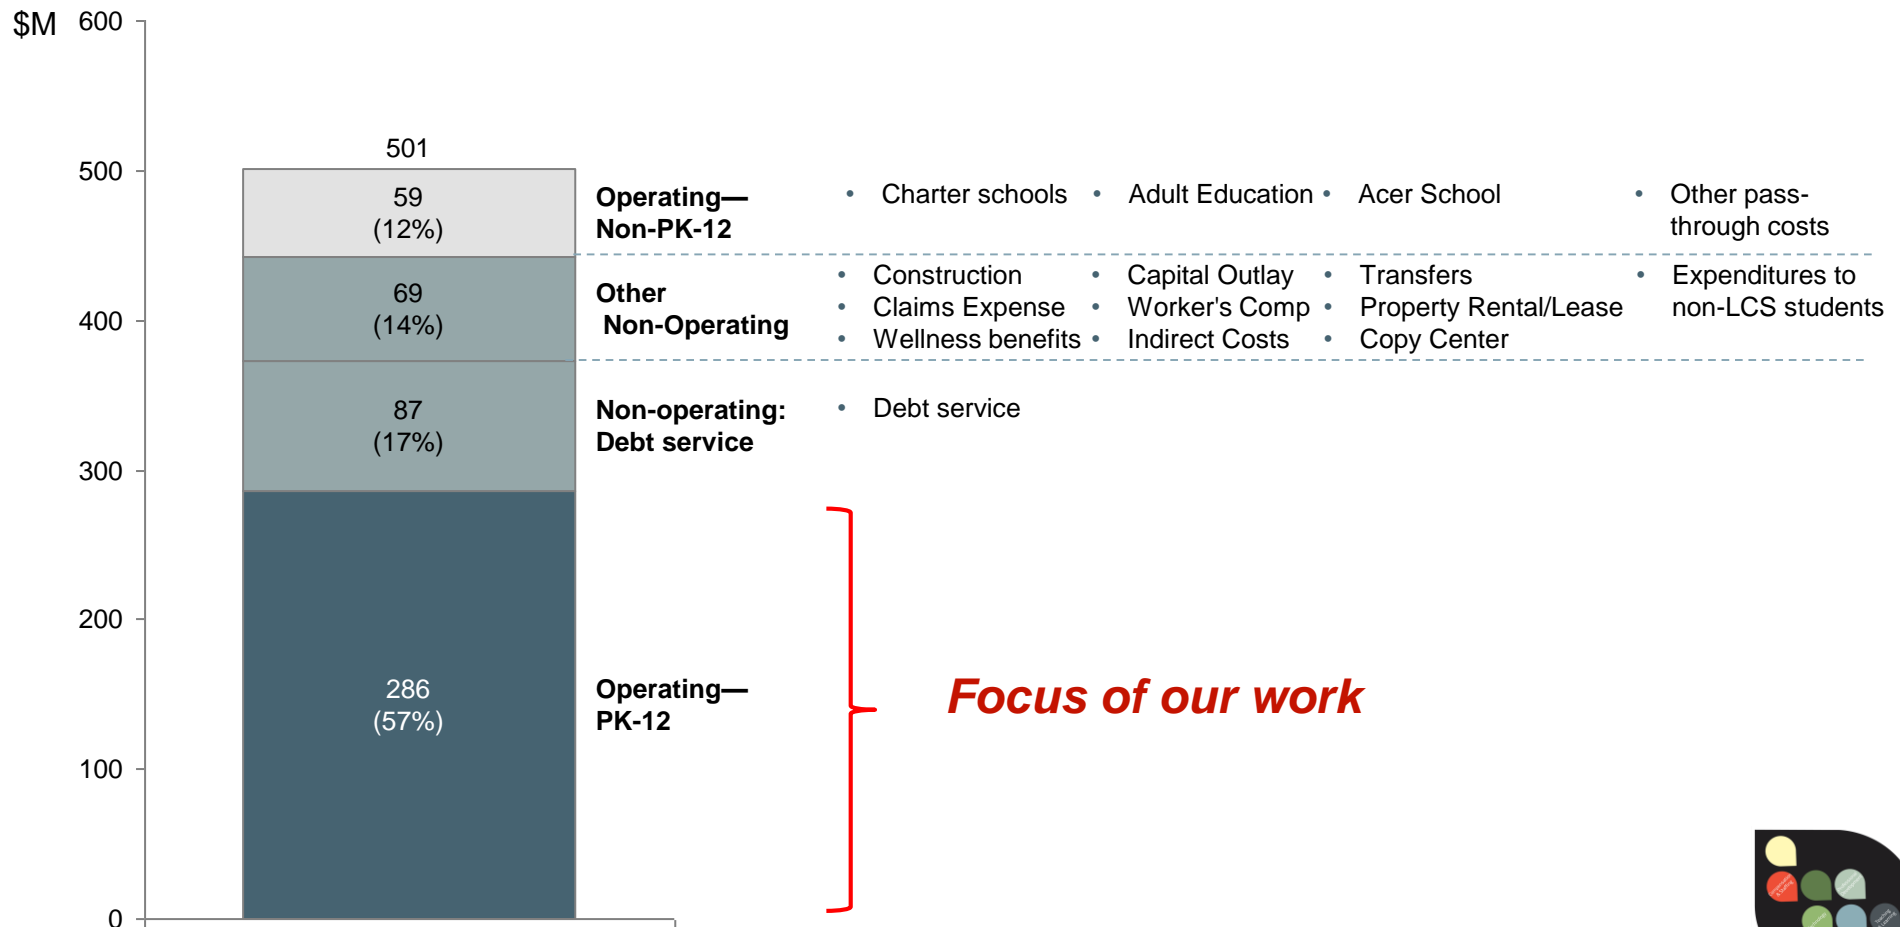 $M
600
500
400
300
200
100
0
501
59
(12%)
69
(14%)
87
(17%)
286
(57%)
Operating—
Non-PK-12
• Charter schools
• Adult Education
• Acer School
• Other pass-
through costs
Other
Non-Operating
• Construction
• Claims Expense
• Wellness benefits
• Capital Outlay
• Worker's Comp
• Indirect Costs
• Transfers
• Property Rental/Lease
• Copy Center
• Expenditures to
non-LCS students
Non-operating:
Debt service
• Debt service
Operating—
PK-12
Focus of our work